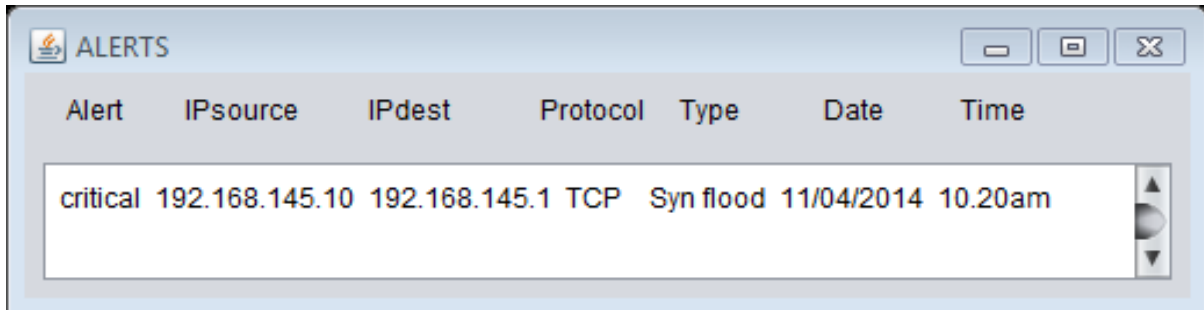 ALERTS
Alert IPsource IPdest Protocol Type Date Time
critical 192.168.145.10 192.168.145.1 TCP Syn flood 11/04/2014 10.20am